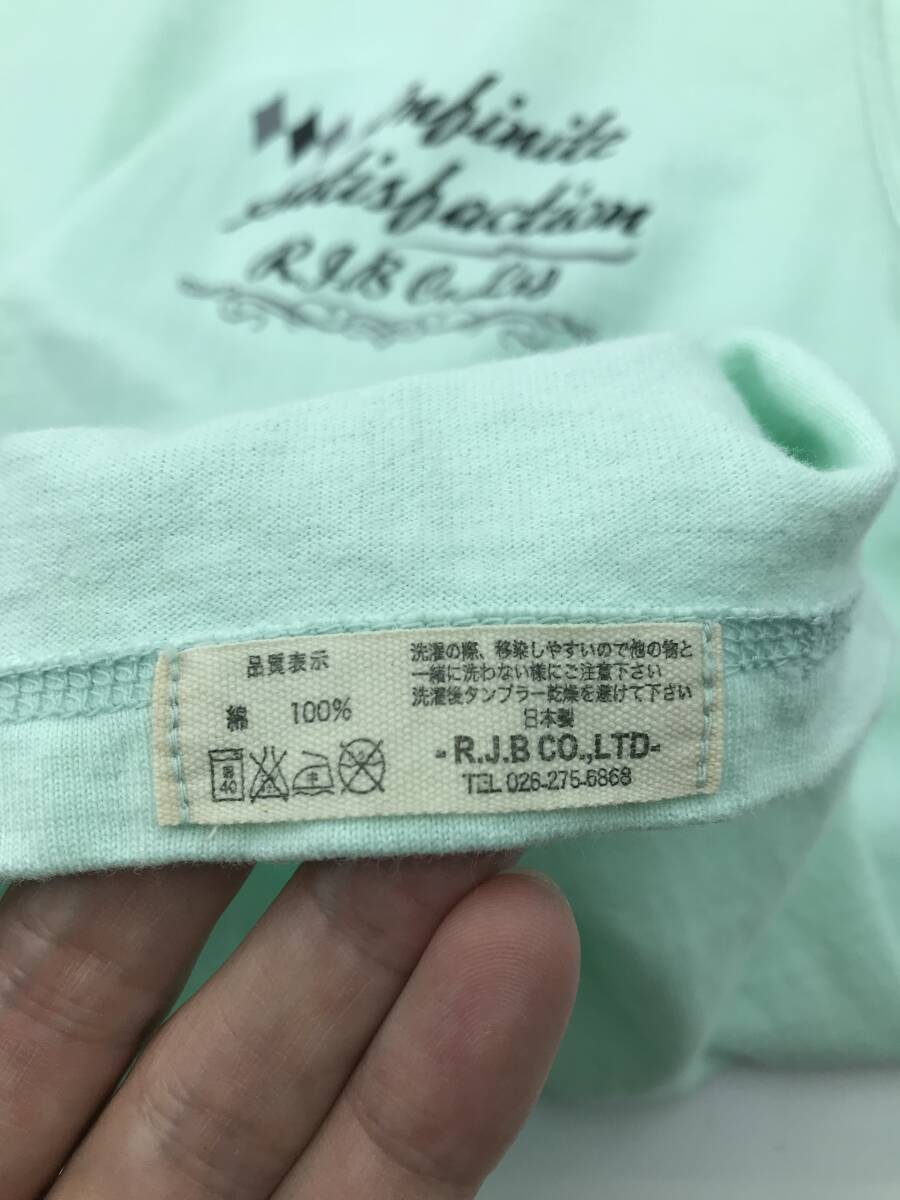 Infinite
Satisfaction
R.J.B Co.,Ltd
品質表示
綿 100%
40
洗濯の際、移染しやすいので他の物と
一緒に洗わない様にご注意下さい
洗濯後タンブラー乾燥を避けて下さい
日本製
-R.J.B CO.,LTD-
TEL 026-275-5868